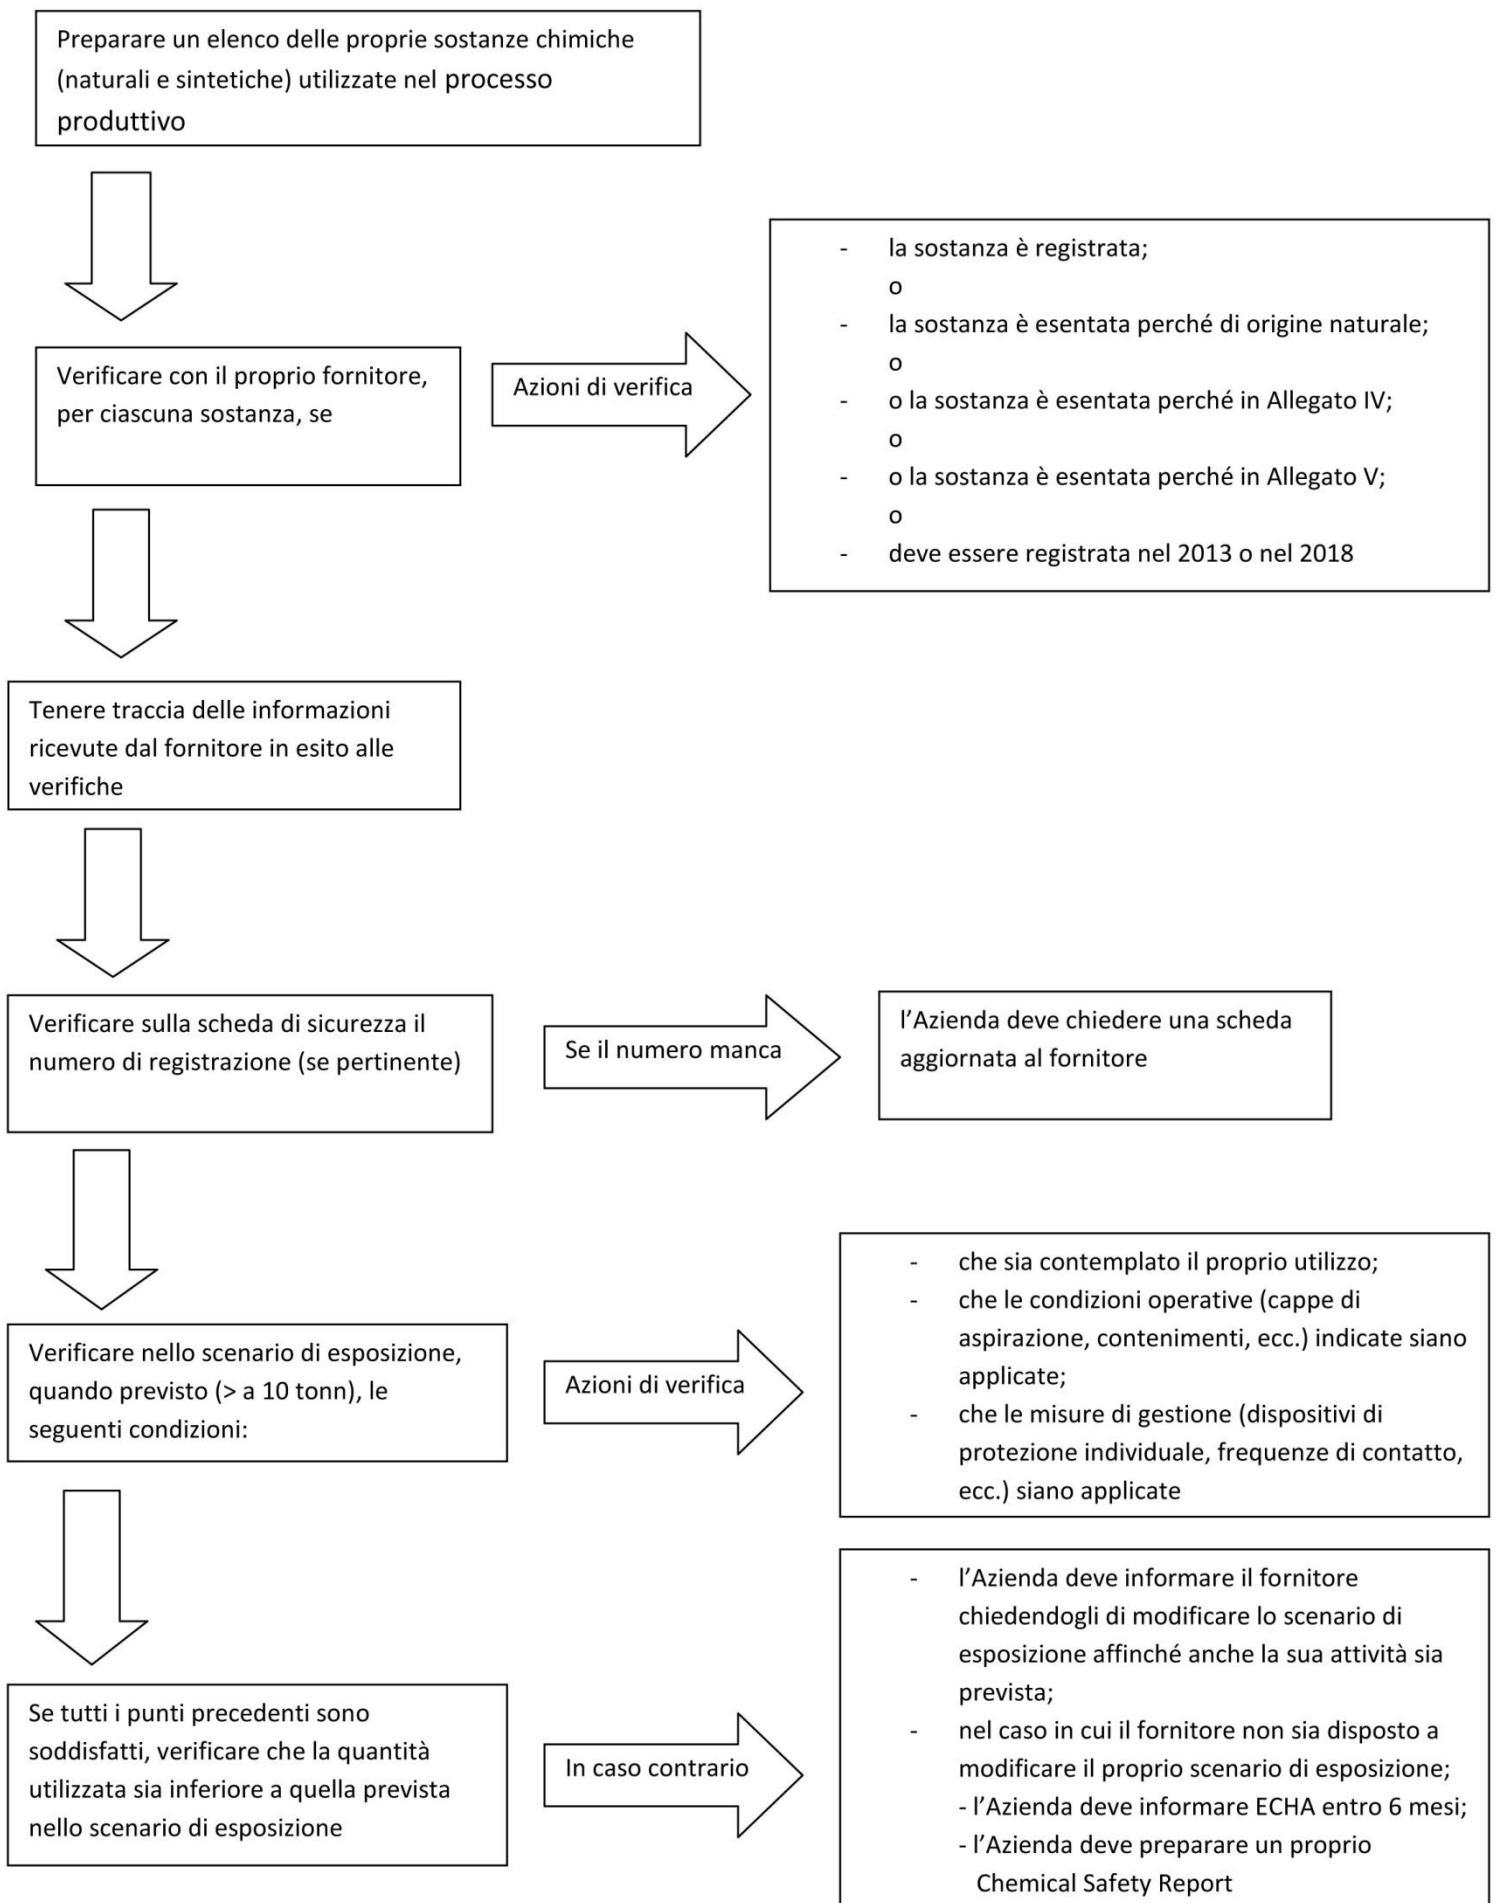 Preparare un elenco delle proprie sostanze chimiche
(naturali e sintetiche) utilizzate nel processo
produttivo
Verificare con il proprio fornitore,
per ciascuna sostanza, se
Azioni di verifica
- la sostanza è registrata;
o
- la sostanza è esentata perché di origine naturale;
o
- o la sostanza è esentata perché in Allegato IV;
o
- o la sostanza è esentata perché in Allegato V;
o
- deve essere registrata nel 2013 o nel 2018
Tenere traccia delle informazioni
ricevute dal fornitore in esito alle
verifiche
Verificare sulla scheda di sicurezza il
numero di registrazione (se pertinente)
Se il numero manca
l’Azienda deve chiedere una scheda
aggiornata al fornitore
Verificare nello scenario di esposizione,
quando previsto (> a 10 tonn), le
seguenti condizioni:
Azioni di verifica
- che sia contemplato il proprio utilizzo;
- che le condizioni operative (cappe di
aspirazione, contenimenti, ecc.) indicate siano
applicate;
- che le misure di gestione (dispositivi di
protezione individuale, frequenze di contatto,
ecc.) siano applicate
Se tutti i punti precedenti sono
soddisfatti, verificare che la quantità
utilizzata sia inferiore a quella prevista
nello scenario di esposizione
In caso contrario
- l’Azienda deve informare il fornitore
chiedendogli di modificare lo scenario di
esposizione affinché anche la sua attività sia
prevista;
- nel caso in cui il fornitore non sia disposto a
modificare il proprio scenario di esposizione;
- l’Azienda deve informare ECHA entro 6 mesi;
- l’Azienda deve preparare un proprio
Chemical Safety Report